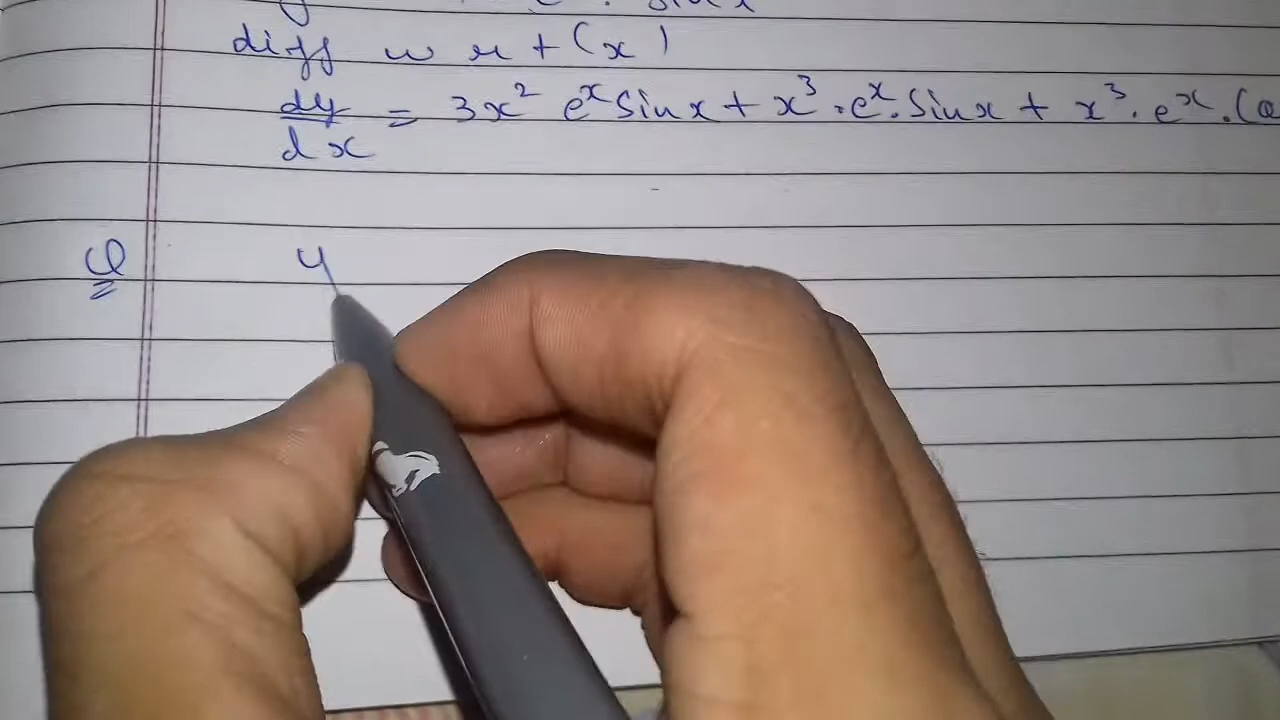 diff w r t (x)
dy/dx = 3x² eˣ Sinx + x³ · eˣ · Sinx + x³ · eˣ ·
Q y